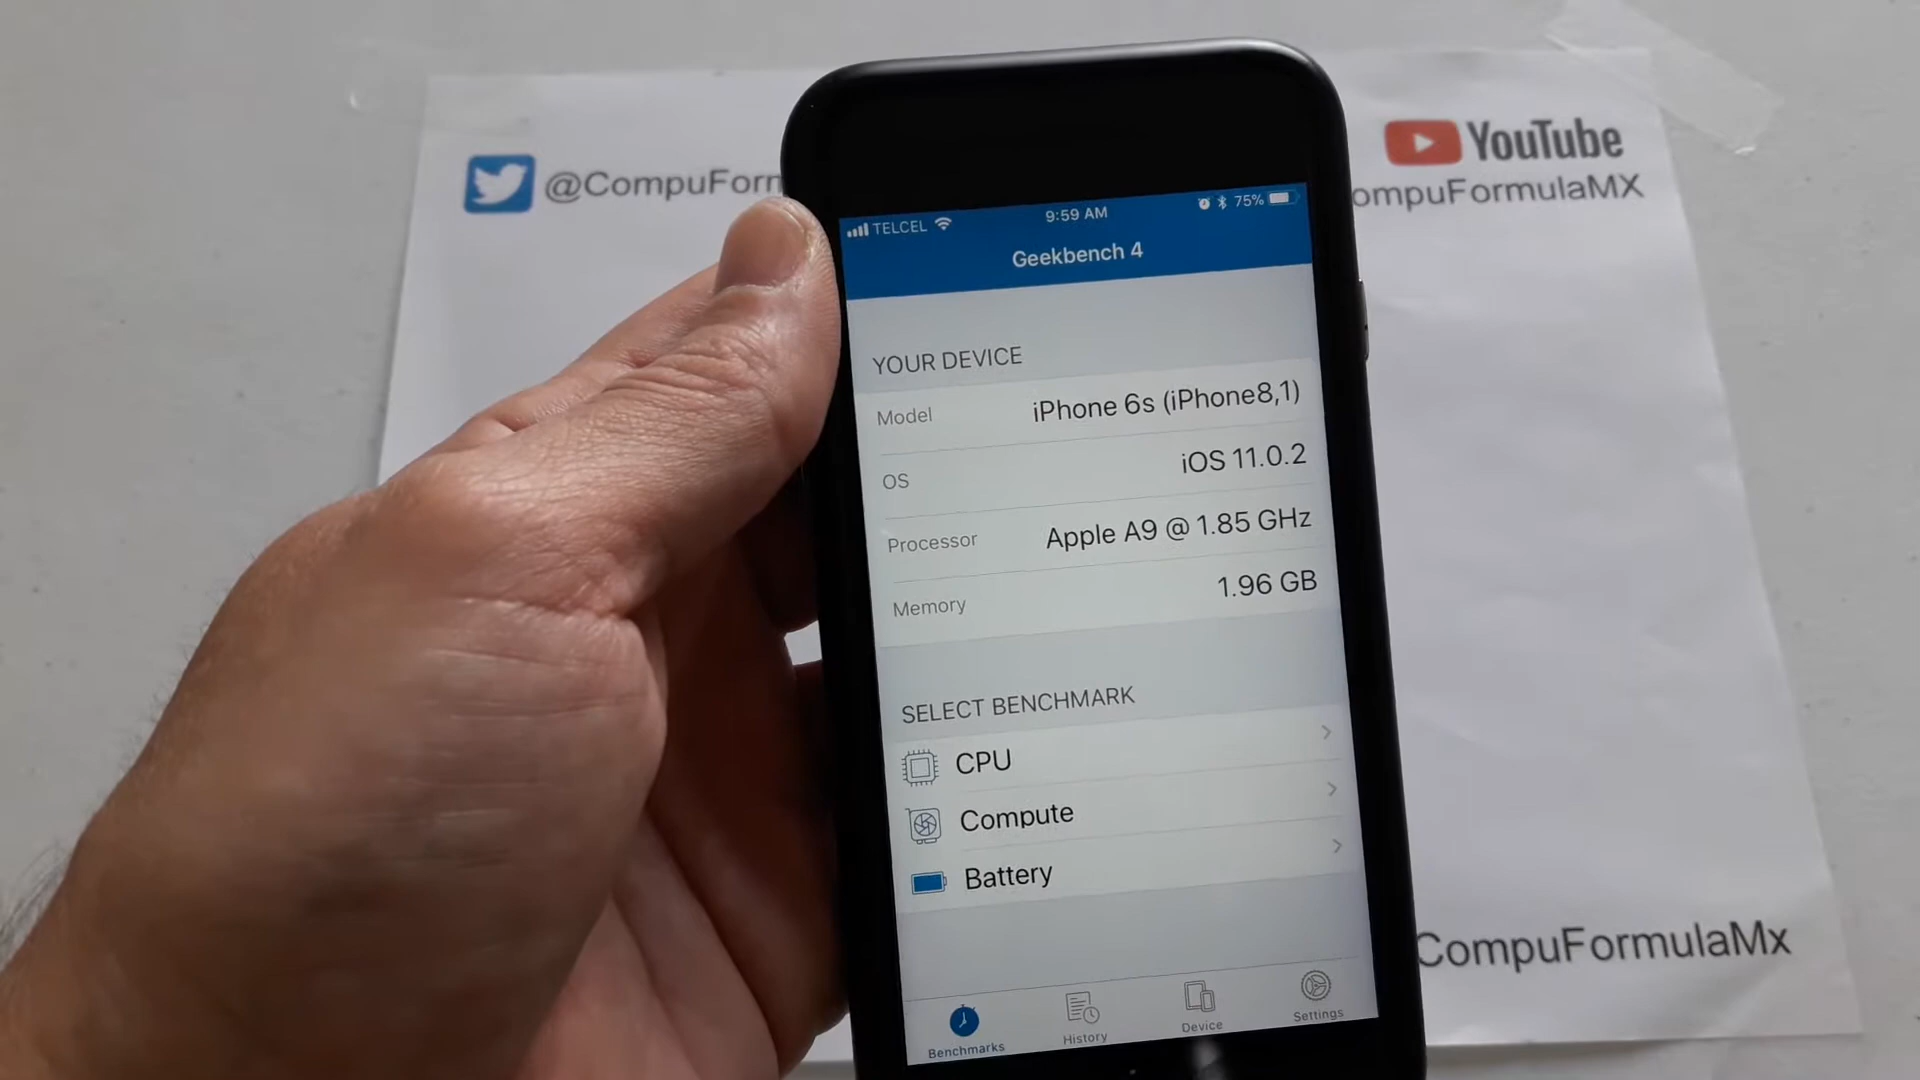 @CompuForm
YouTube
ompuFormulaMX
TELCEL 9:59 AM 75%
Geekbench 4
YOUR DEVICE
Model iPhone 6s (iPhone8,1)
OS iOS 11.0.2
Processor Apple A9 @ 1.85 GHz
Memory 1.96 GB
SELECT BENCHMARK
CPU
Compute
Battery
CompuFormulaMx
Benchmarks History Device Settings